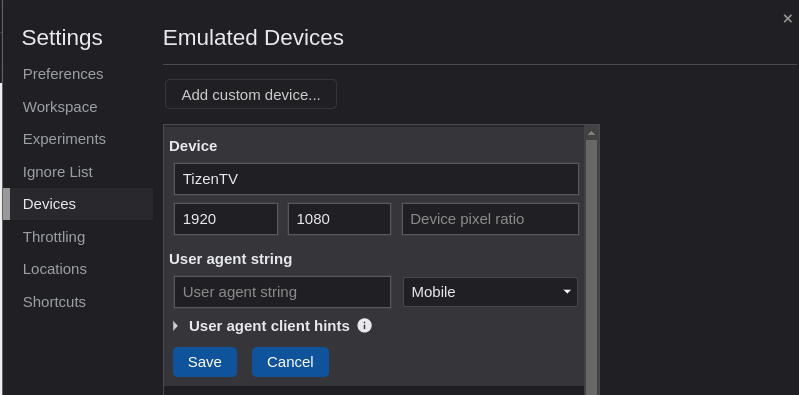 Settings
Preferences
Workspace
Experiments
Ignore List
Devices
Throttling
Locations
Shortcuts
Emulated Devices
Add custom device...
Device
TizenTV
1920 1080 Device pixel ratio
User agent string
User agent string Mobile
User agent client hints
Save Cancel